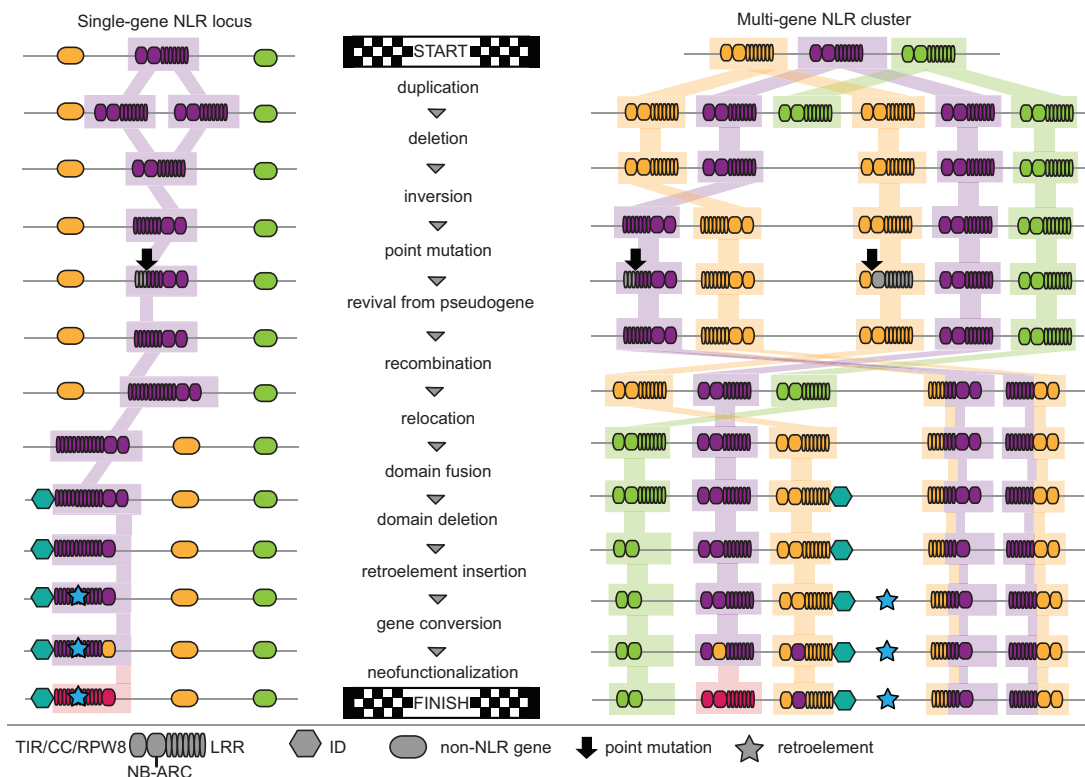 Single-gene NLR locus
Multi-gene NLR cluster
START
duplication
deletion
inversion
point mutation
revival from pseudogene
recombination
relocation
domain fusion
domain deletion
retroelement insertion
gene conversion
neofunctionalization
FINISH
TIR/CC/RPW8 LRR ID non-NLR gene point mutation retroelement
NB-ARC